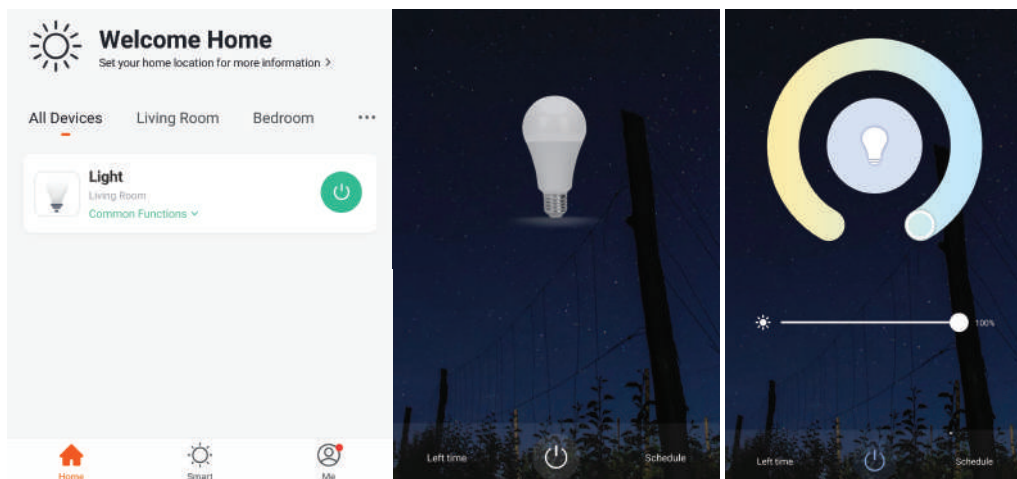 Welcome Home
Set your home location for more information >
All Devices Living Room Bedroom ...
Light
Living Room
Common Functions
Home Smart Me
Left time Schedule
100%
Left time Schedule